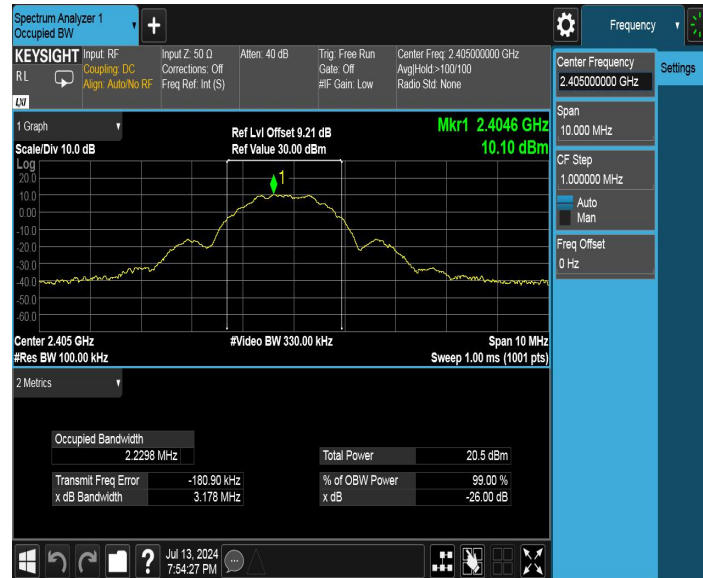 Spectrum Analyzer 1
Occupied BW
+
Frequency
KEYSIGHT
RL
LXI
Input: RF
Coupling: DC
Align: Auto/No RF
Input Z: 50 Ω
Corrections: Off
Freq Ref: Int (S)
Atten: 40 dB
Trig: Free Run
Gate: Off
#IF Gain: Low
Center Freq: 2.405000000 GHz
Avg|Hold:>100/100
Radio Std: None
Center Frequency
2.405000000 GHz
Settings
Span
10.000 MHz
CF Step
1.000000 MHz
Auto
Man
Freq Offset
0 Hz
1 Graph
Scale/Div 10.0 dB
Ref Lvl Offset 9.21 dB
Ref Value 30.00 dBm
Mkr1 2.4046 GHz
10.10 dBm
Log
20.0
10.0
0.00
-10.0
-20.0
-30.0
-40.0
-50.0
-60.0
1
Center 2.405 GHz
#Res BW 100.00 kHz
#Video BW 330.00 kHz
Span 10 MHz
Sweep 1.00 ms (1001 pts)
2 Metrics
Occupied Bandwidth
2.2298 MHz
Total Power 20.5 dBm
Transmit Freq Error -180.90 kHz
% of OBW Power 99.00 %
x dB Bandwidth 3.178 MHz
x dB -26.00 dB
?
Jul 13, 2024
7:54:27 PM